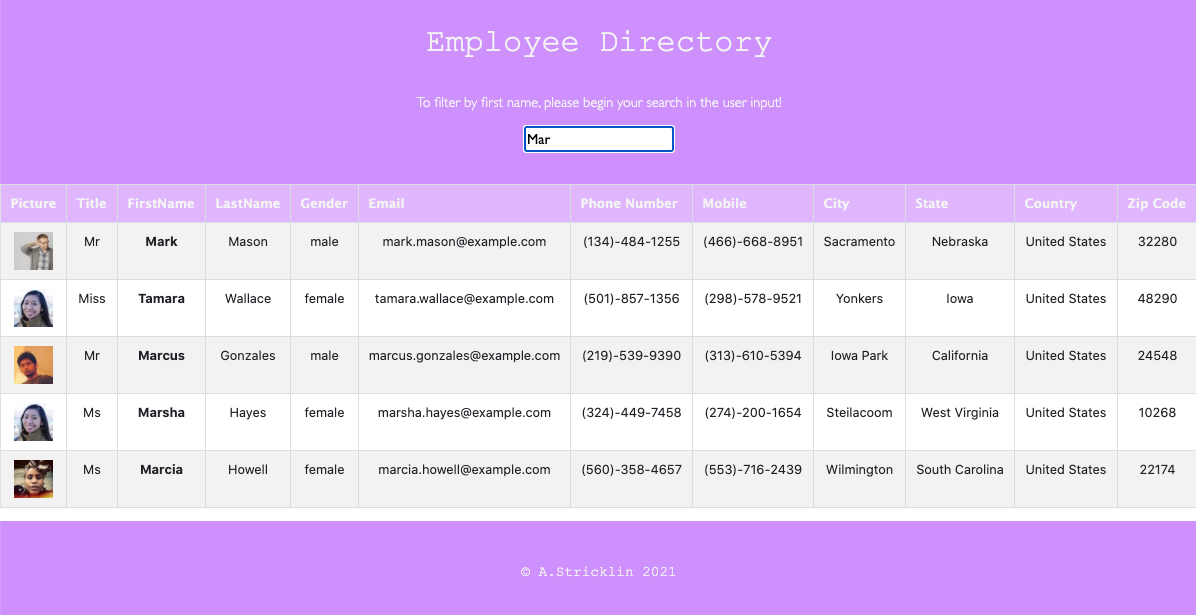 Employee Directory
To filter by first name, please begin your search in the user input!
Mar
Picture Title FirstName LastName Gender Email Phone Number Mobile City State Country Zip Code
Mr Mark Mason male mark.mason@example.com (134)-484-1255 (466)-668-8951 Sacramento Nebraska United States 32280
Miss Tamara Wallace female tamara.wallace@example.com (501)-857-1356 (298)-578-9521 Yonkers Iowa United States 48290
Mr Marcus Gonzales male marcus.gonzales@example.com (219)-539-9390 (313)-610-5394 Iowa Park California United States 24548
Ms Marsha Hayes female marsha.hayes@example.com (324)-449-7458 (274)-200-1654 Steilacoom West Virginia United States 10268
Ms Marcia Howell female marcia.howell@example.com (560)-358-4657 (553)-716-2439 Wilmington South Carolina United States 22174
© A.Stricklin 2021